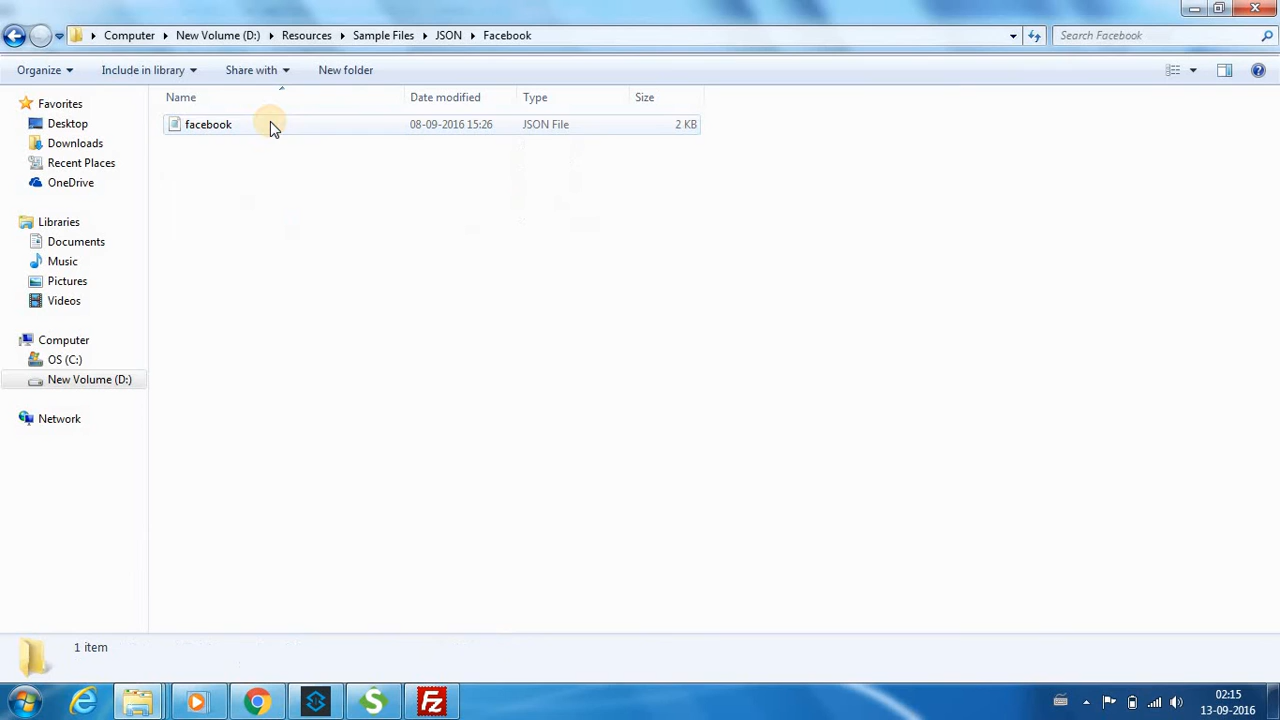 Computer New Volume (D:) Resources Sample Files JSON Facebook Search Facebook
Organize Include in library Share with New folder
Name Date modified Type Size
facebook 08-09-2016 15:26 JSON File 2 KB
Favorites
Desktop
Downloads
Recent Places
OneDrive
Libraries
Documents
Music
Pictures
Videos
Computer
OS (C:)
New Volume (D:)
Network
1 item
02:15
13-09-2016